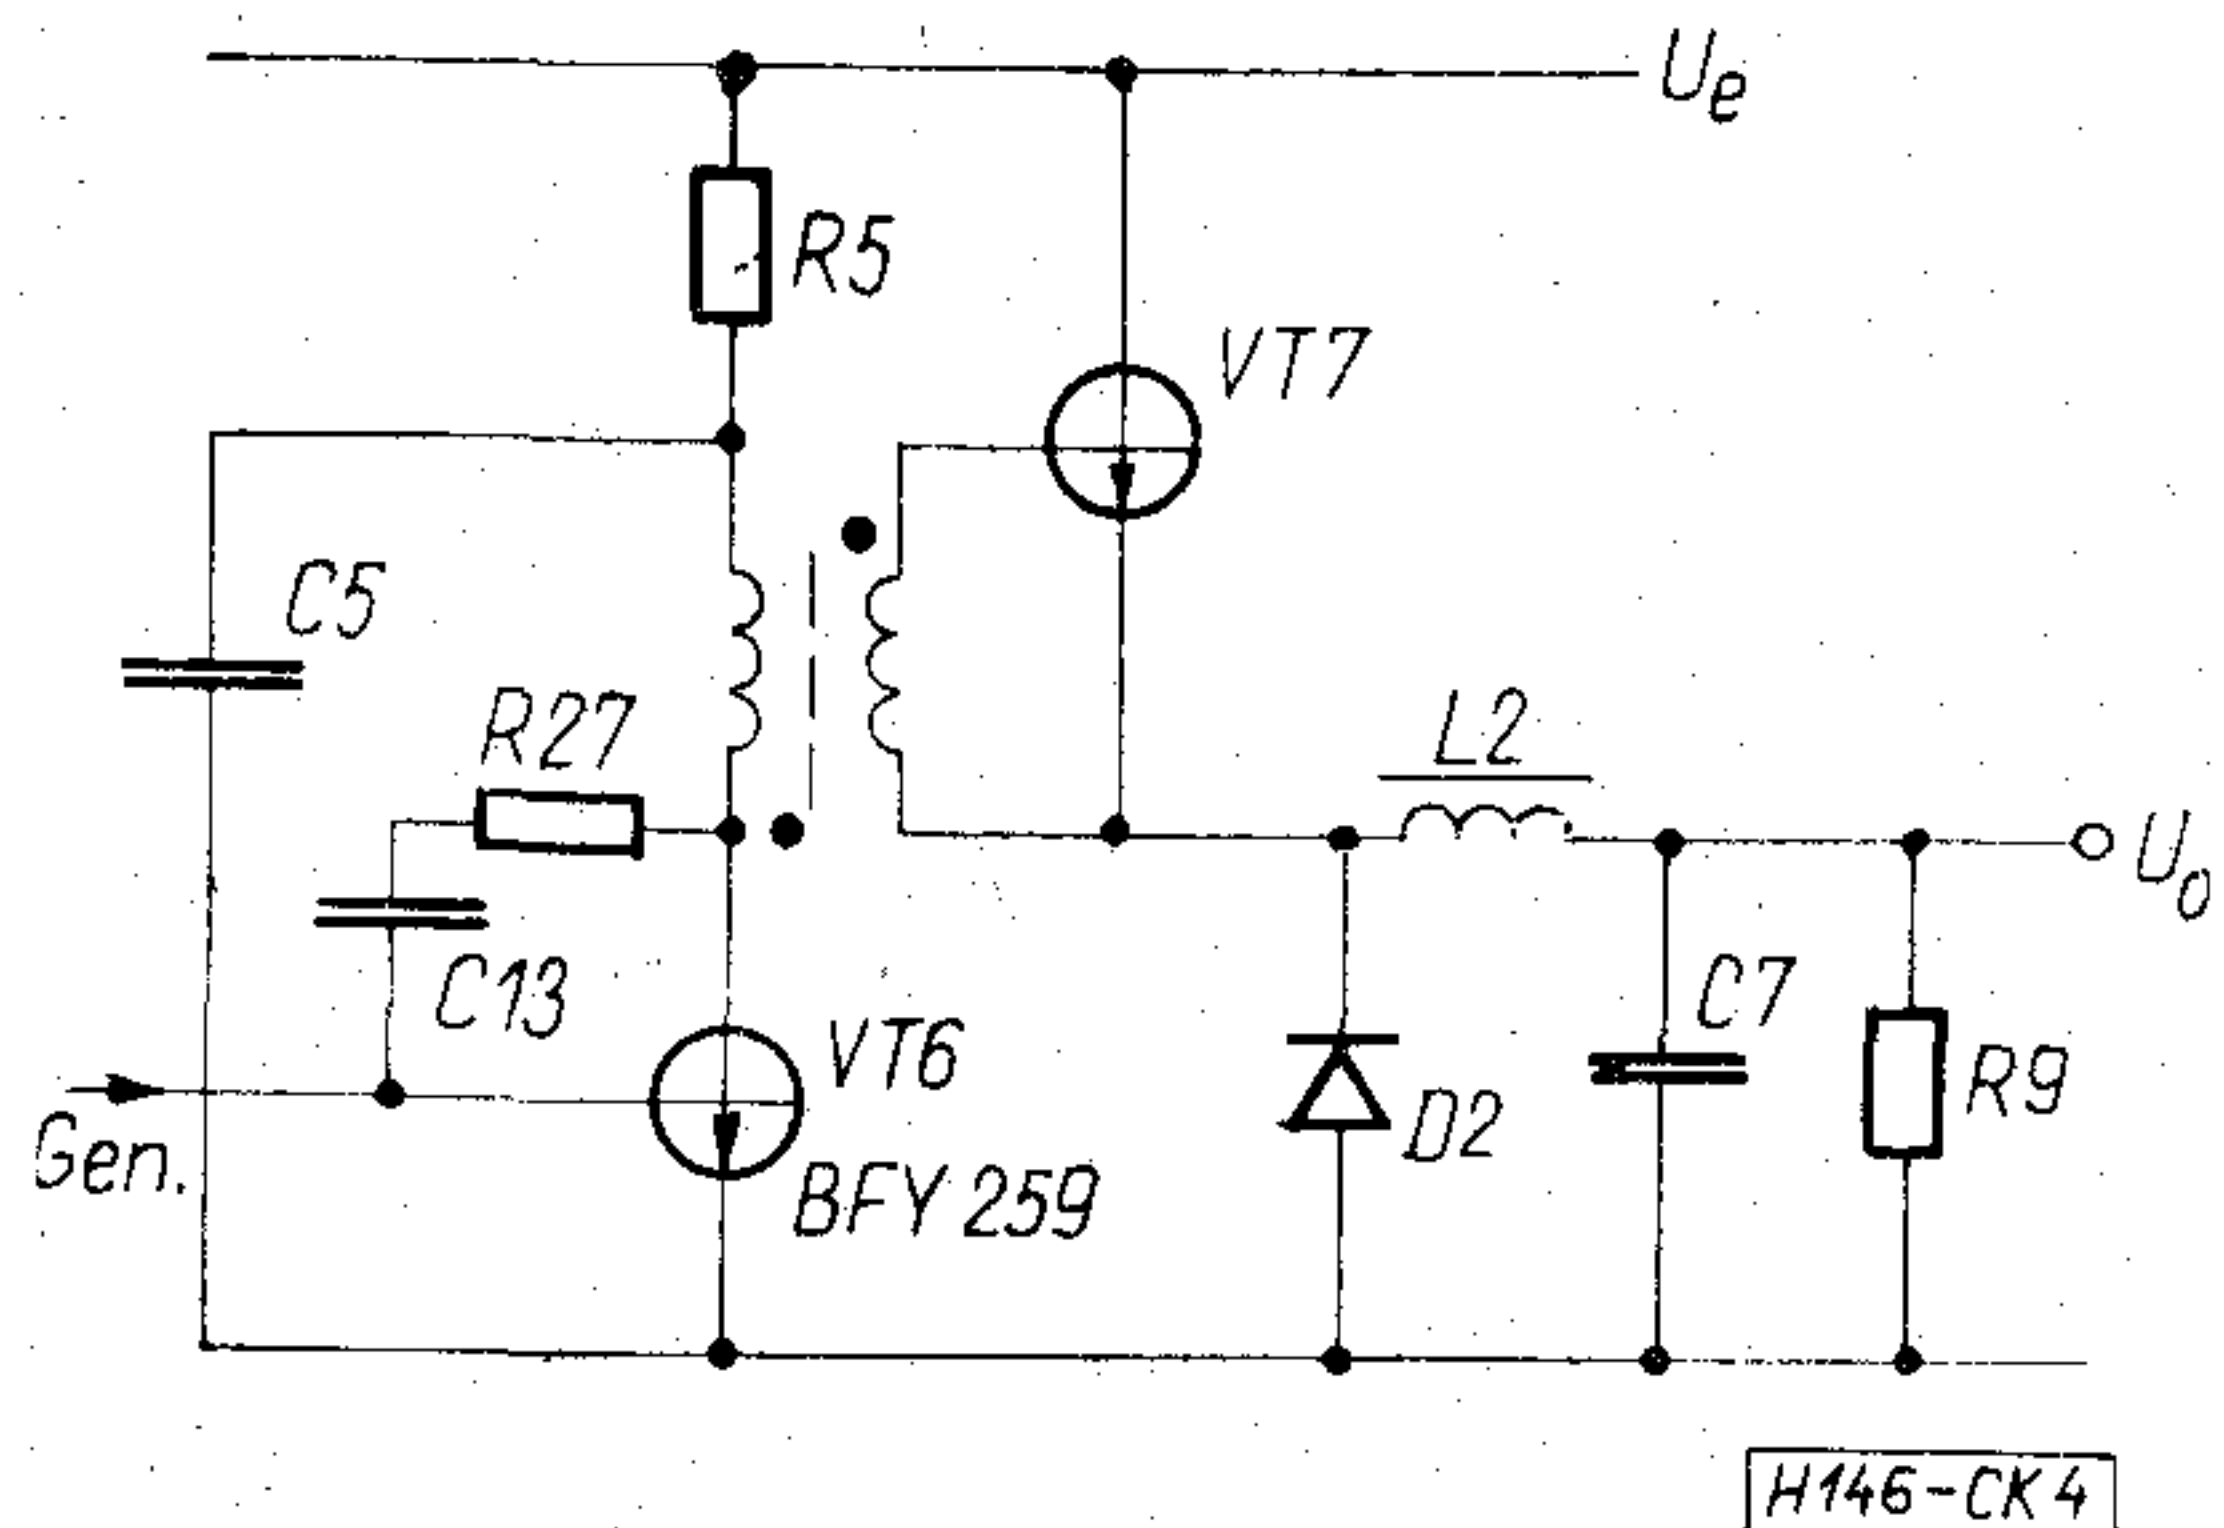 Ue
R5
VT7
C5
R27
L2
Uo
C13
C7
VT6
R9
D2
Gen.
BFY 259
H146-CK4